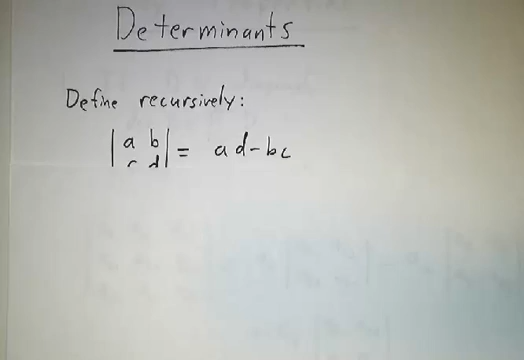 Determinants
Define recursively:
| a b | = ad-bc
| c d |